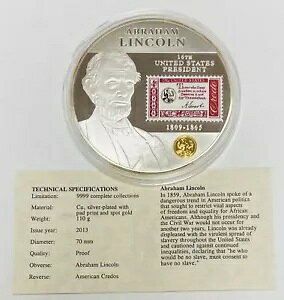 ABRAHAM
LINCOLN
16TH
UNITED STATES
PRESIDENT
1809-1865
TECHNICAL SPECIFICATIONS
Limitation: 9999 complete collections
Material: Cu, silver-plated with
pad print and spot gold
Weight: 110 g
Issue year: 2013
Diameter: 70 mm
Quality: Proof
Obverse: Abraham Lincoln
Reverse: American Credos
Abraham Lincoln
In 1859, Abraham Lincoln spoke of a
dangerous trend in American politics
that sought to restrict vital aspects
of freedom and equality for African
Americans. Although his presidency and
the Civil War would not occur for
another two years, Lincoln was already
displeased with the virulent spread of
slavery throughout the United States
and cautioned against continued
inequality, declaring that "he who
would be no slave, must consent to
have no slave."